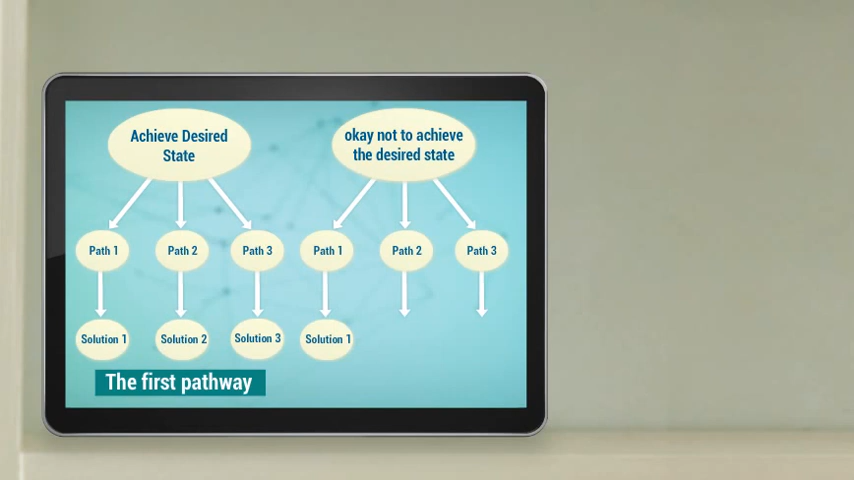 Achieve Desired
State
okay not to achieve
the desired state
Path 1
Path 2
Path 3
Path 1
Path 2
Path 3
Solution 1
Solution 2
Solution 3
Solution 1
The first pathway